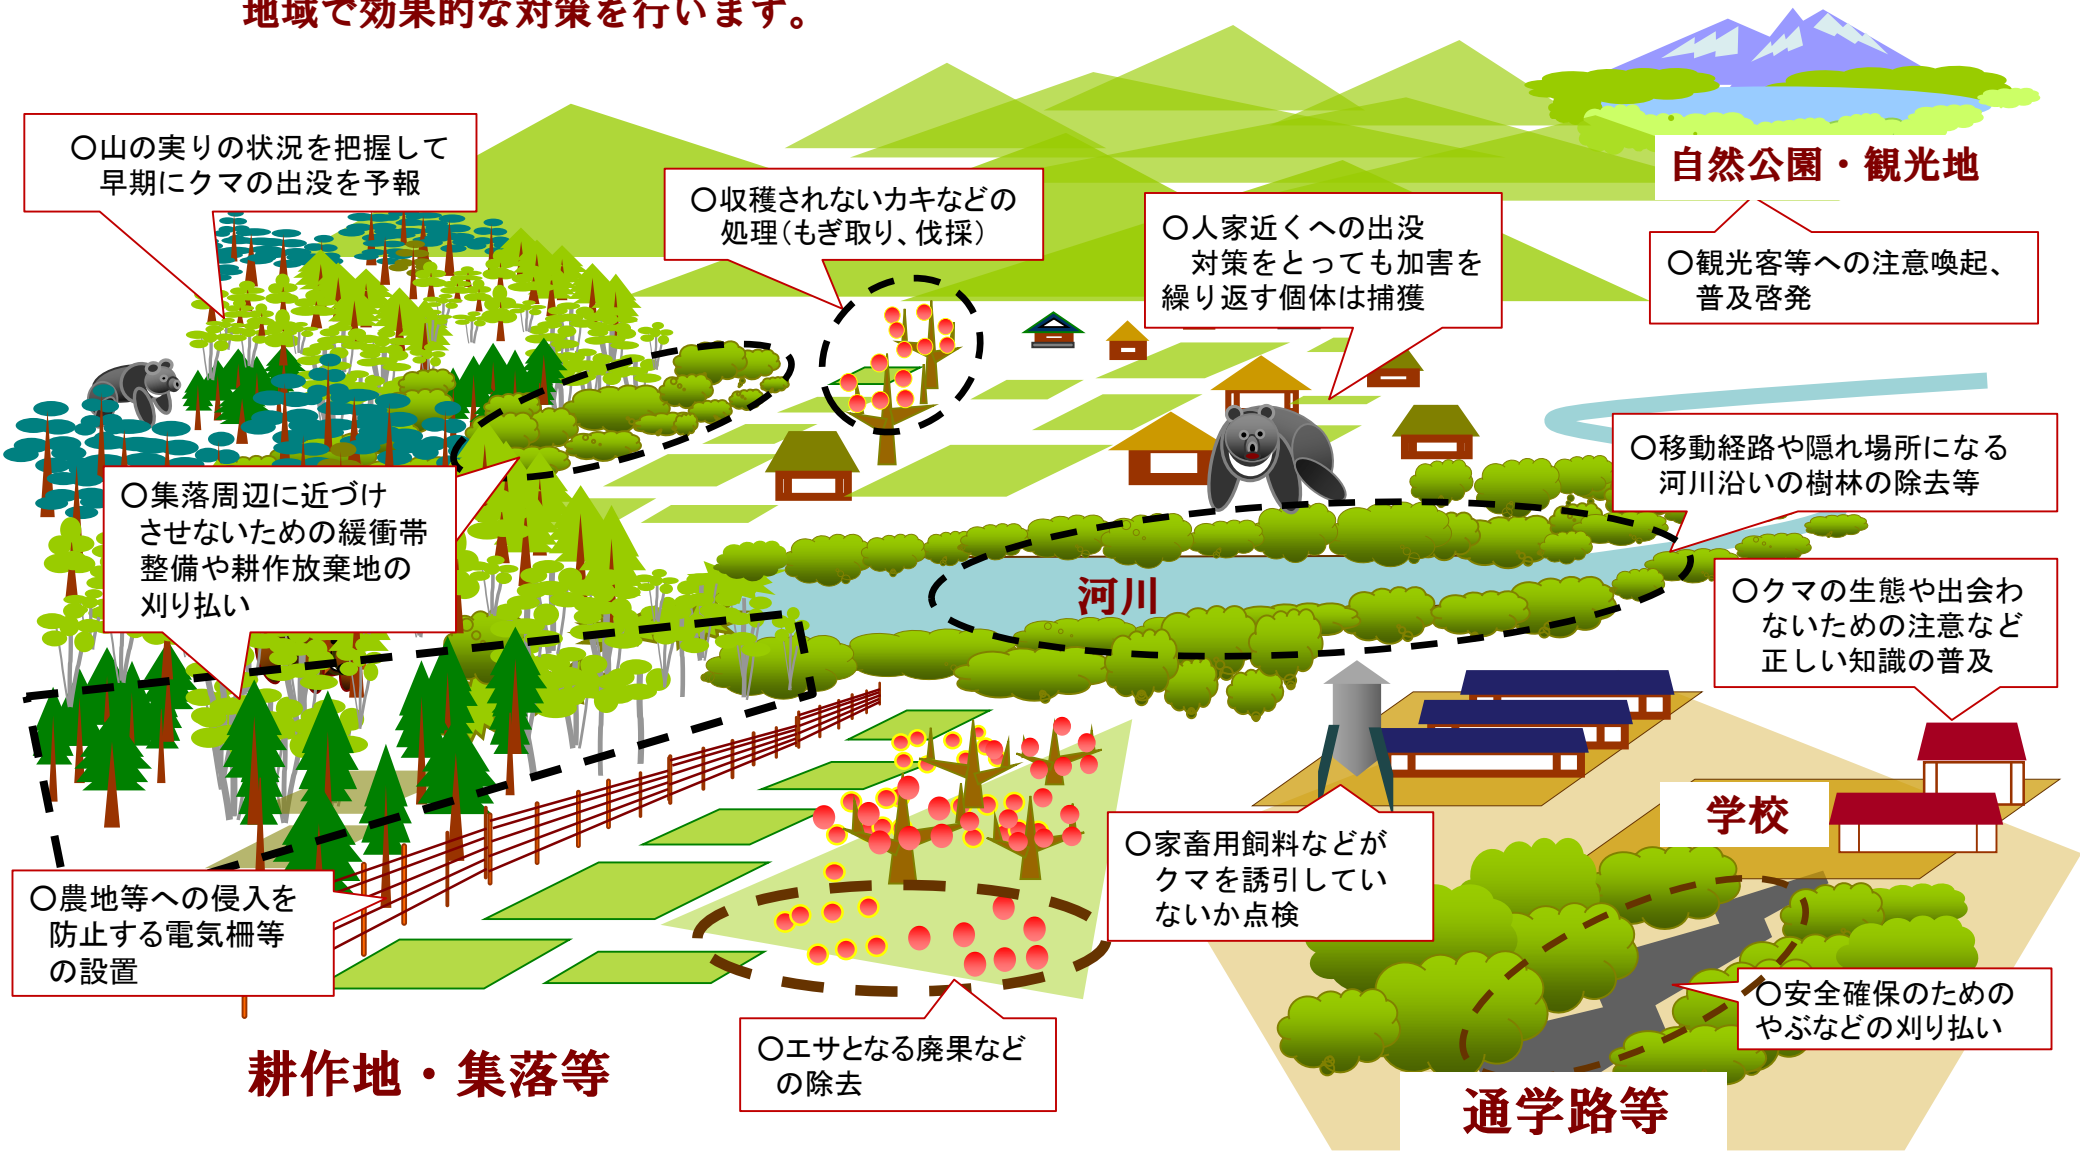 地域で効果的な対策を行います。
〇山の実りの状況を把握して
早期にクマの出没を予報
〇収穫されないカキなどの
処理(もぎ取り、伐採)
〇人家近くへの出没
対策をとっても加害を
繰り返す個体は捕獲
自然公園・観光地
〇観光客等への注意喚起、
普及啓発
〇移動経路や隠れ場所になる
河川沿いの樹林の除去等
〇集落周辺に近づけ
させないための緩衝帯
整備や耕作放棄地の
刈り払い
河川
〇クマの生態や出会わ
ないための注意など
正しい知識の普及
学校
〇家畜用飼料などが
クマを誘引してい
ないか点検
〇農地等への侵入を
防止する電気柵等
の設置
〇安全確保のための
やぶなどの刈り払い
〇エサとなる廃果など
の除去
耕作地・集落等
通学路等